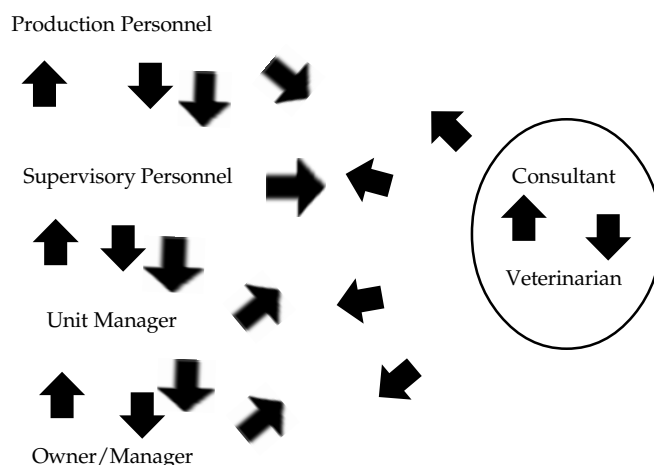 Production Personnel
Supervisory Personnel
Consultant
Veterinarian
Unit Manager
Owner/Manager